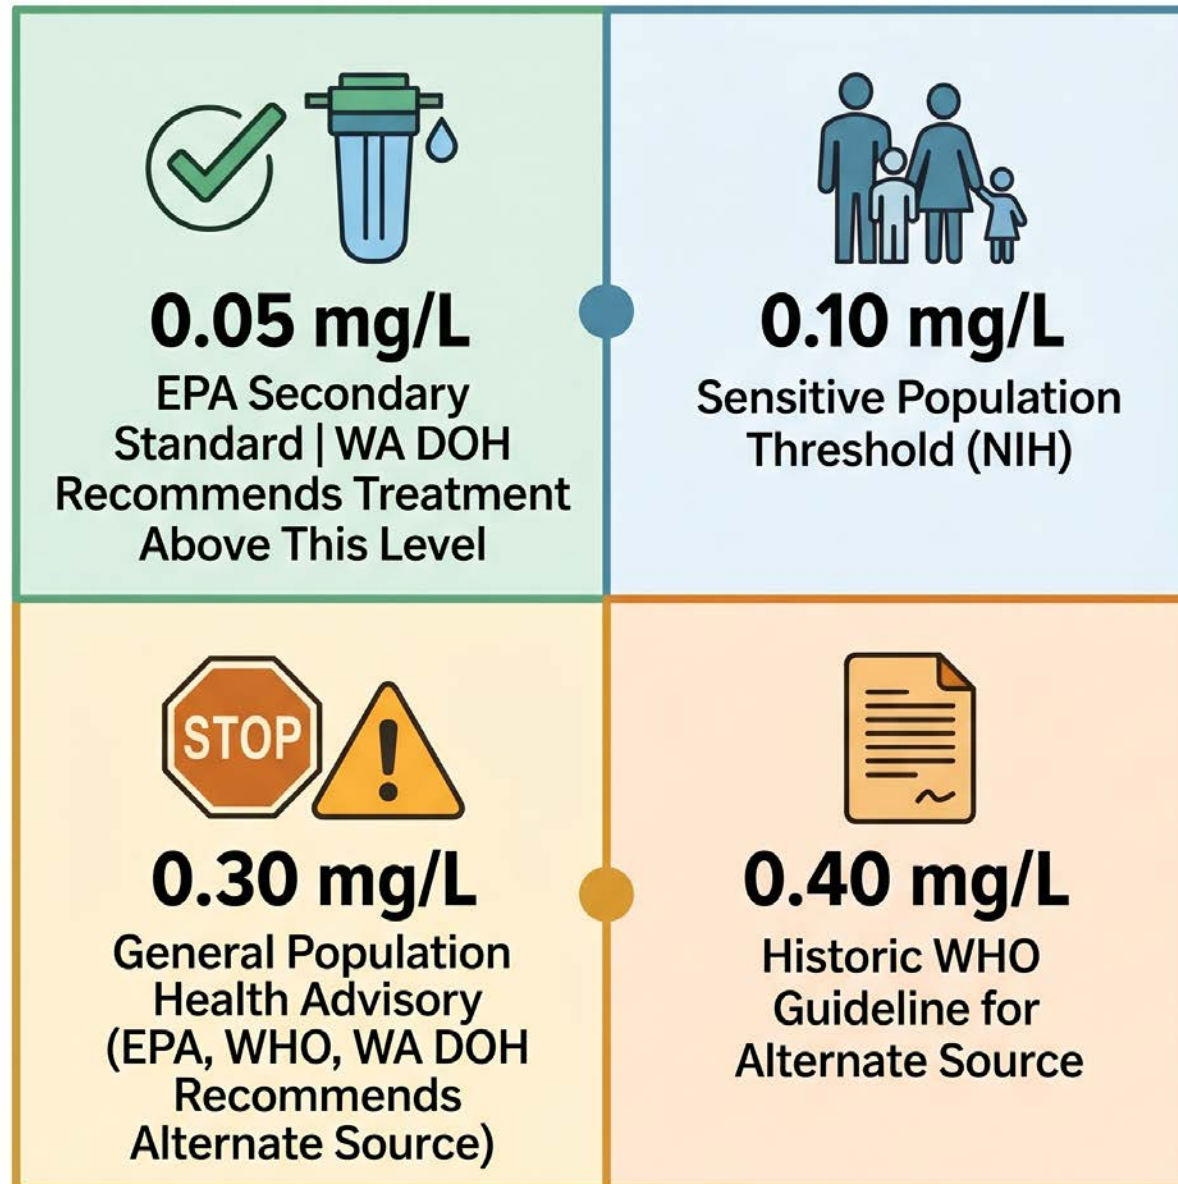 0.05 mg/L
EPA Secondary
Standard | WA DOH
Recommends Treatment
Above This Level
0.10 mg/L
Sensitive Population
Threshold (NIH)
STOP
0.30 mg/L
General Population
Health Advisory
(EPA, WHO, WA DOH
Recommends
Alternate Source)
0.40 mg/L
Historic WHO
Guideline for
Alternate Source